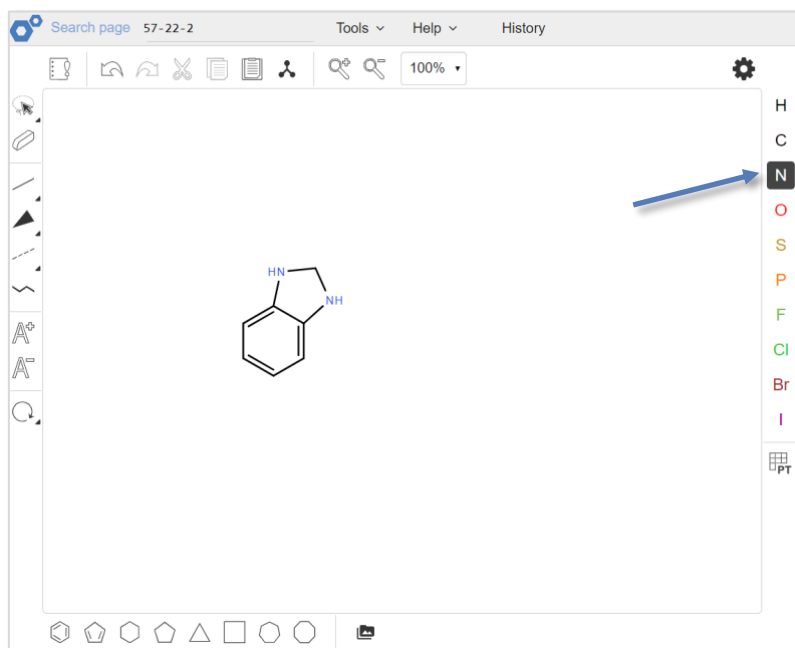 Search page 57-22-2 Tools Help History
100%
H
C
N
O
S
P
F
Cl
Br
I
PT
HN
NH
A+
A-